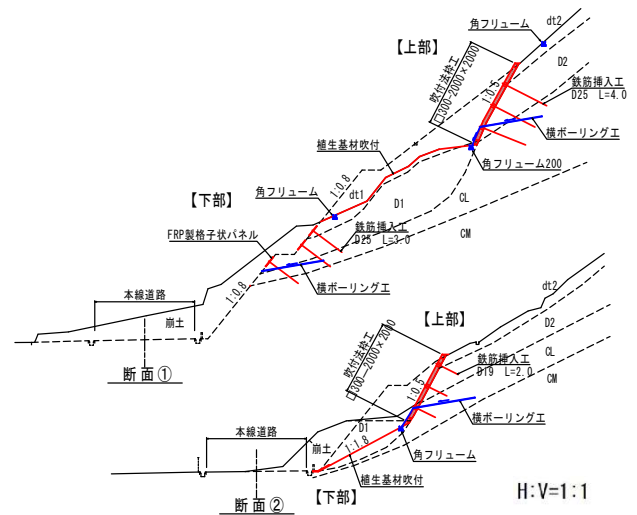 角フリューム
dt2
【上部】
D2
吹付法枠工
□300-2000×2000
1:0.5
鉄筋挿入工
D25 L=4.0
横ボーリング工
植生基材吹付
角フリューム200
1:0.8
【下部】
角フリューム
dt1
D1
CL
CM
FRP製格子状パネル
鉄筋挿入工
D25 L=3.0
1:0.8
横ボーリング工
本線道路
崩土
断面①
dt2
【上部】
D2
吹付法枠工
□300-2000×2000
1:0.5
鉄筋挿入工
D19 L=2.0
CL
CM
横ボーリング工
本線道路
崩土
D1
1:1.8
角フリューム
植生基材吹付
断面②
【下部】
H:V=1:1